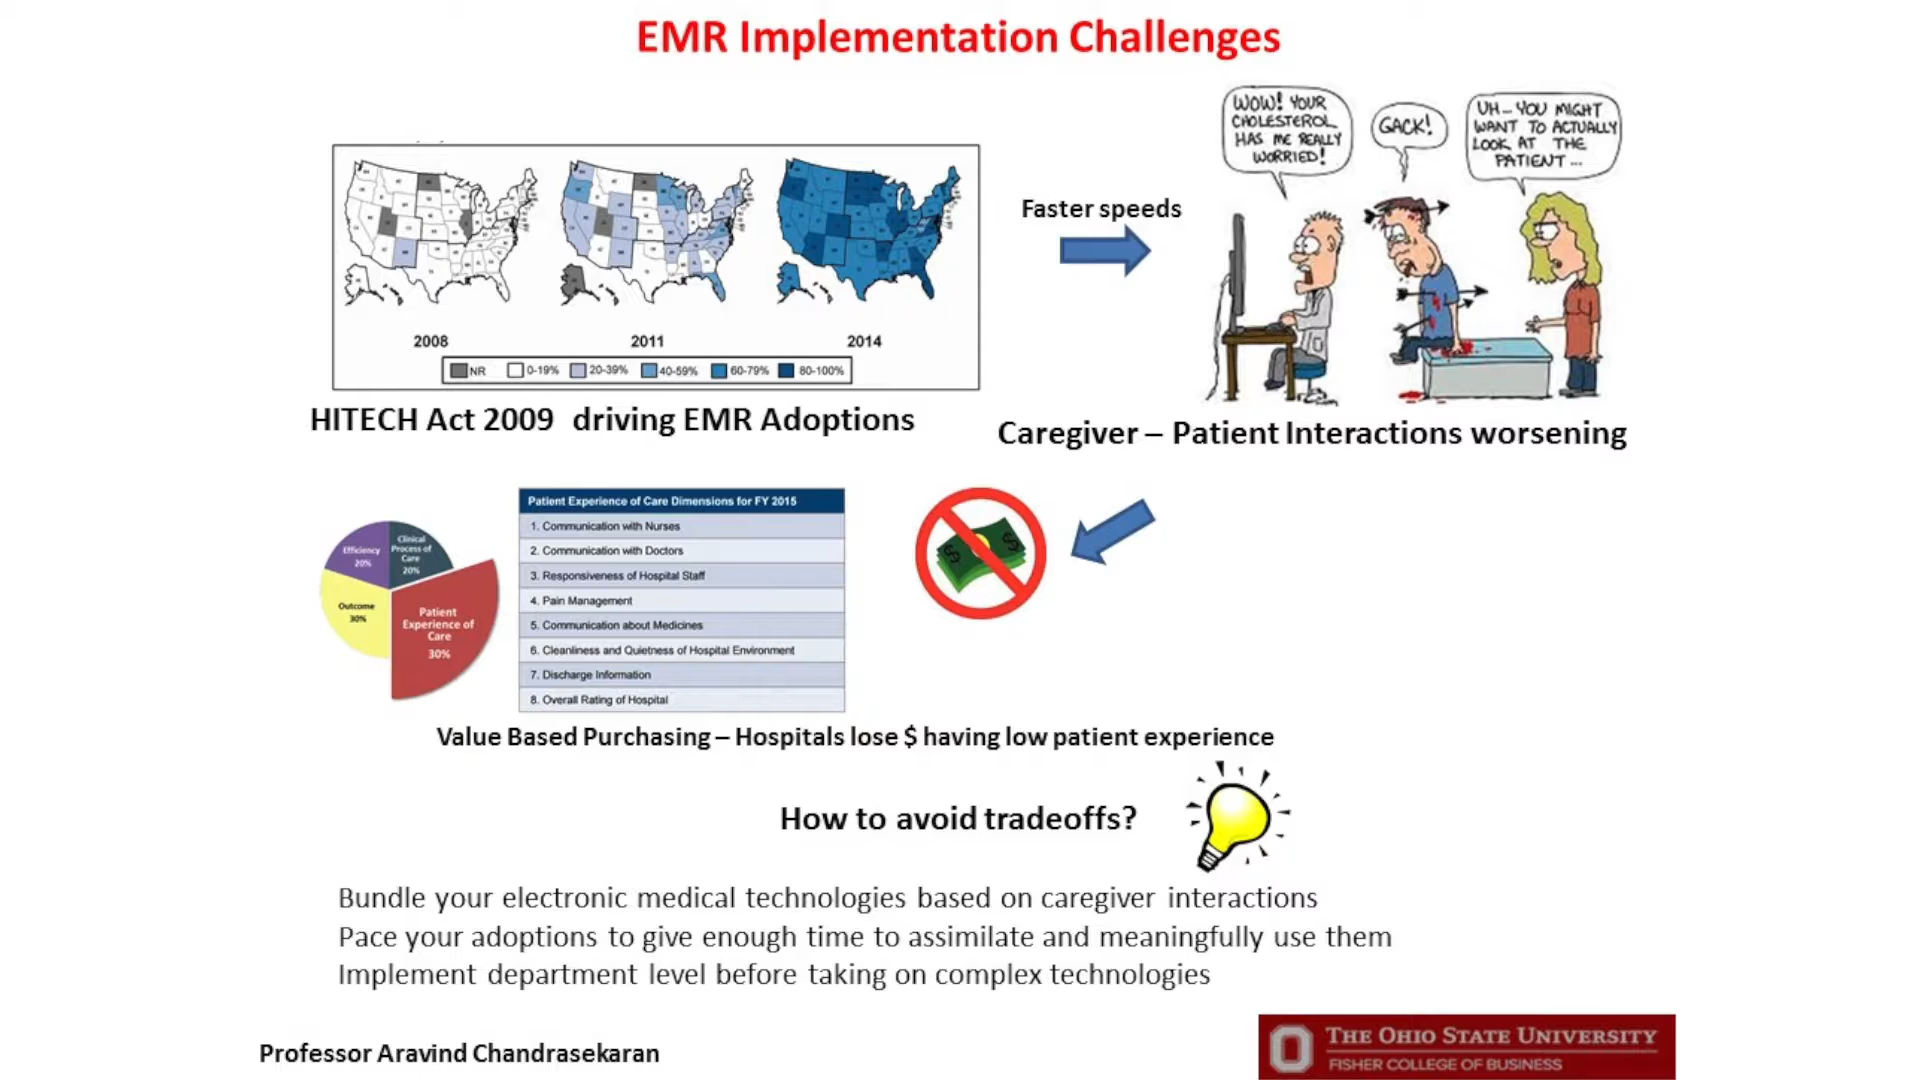 EMR Implementation Challenges
2008
2011
2014
NR
0-19%
20-39%
40-59%
60-79%
80-100%
HITECH Act 2009 driving EMR Adoptions
Faster speeds
WOW! YOUR
CHOLESTEROL
HAS ME REALLY
WORRIED!
GACK!
UH...YOU MIGHT
WANT TO ACTUALLY
LOOK AT THE
PATIENT...
Caregiver – Patient Interactions worsening
Efficiency
20%
Clinical
Process of
Care
20%
Outcome
30%
Patient
Experience of
Care
30%
Patient Experience of Care Dimensions for FY 2015
1. Communication with Nurses
2. Communication with Doctors
3. Responsiveness of Hospital Staff
4. Pain Management
5. Communication about Medicines
6. Cleanliness and Quietness of Hospital Environment
7. Discharge Information
8. Overall Rating of Hospital
$ $
Value Based Purchasing – Hospitals lose $ having low patient experience
How to avoid tradeoffs?
Bundle your electronic medical technologies based on caregiver interactions
Pace your adoptions to give enough time to assimilate and meaningfully use them
Implement department level before taking on complex technologies
Professor Aravind Chandrasekaran
THE OHIO STATE UNIVERSITY
FISHER COLLEGE OF BUSINESS